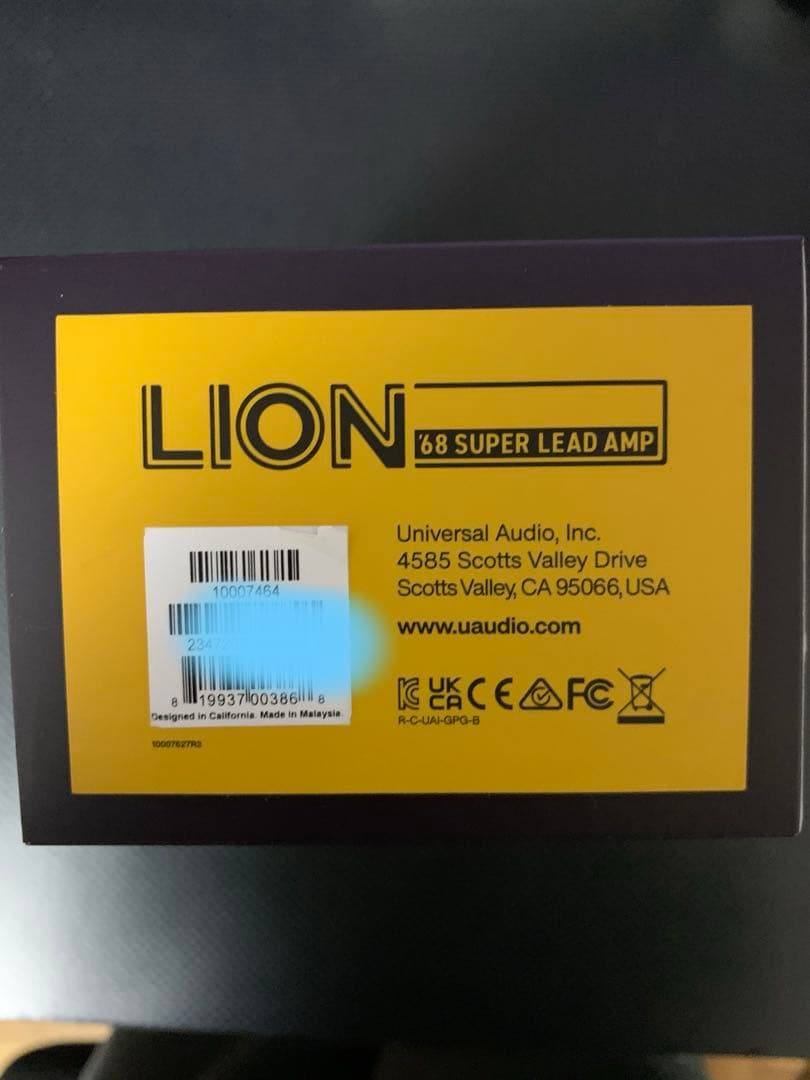 LION '68 SUPER LEAD AMP
10007464
2347
8 19937 00386 8
Designed in California. Made in Malaysia.
10007627R3
Universal Audio, Inc.
4585 Scotts Valley Drive
Scotts Valley, CA 95066, USA
www.uaudio.com
UK CA CE FC
R-C-UAI-GPG-B